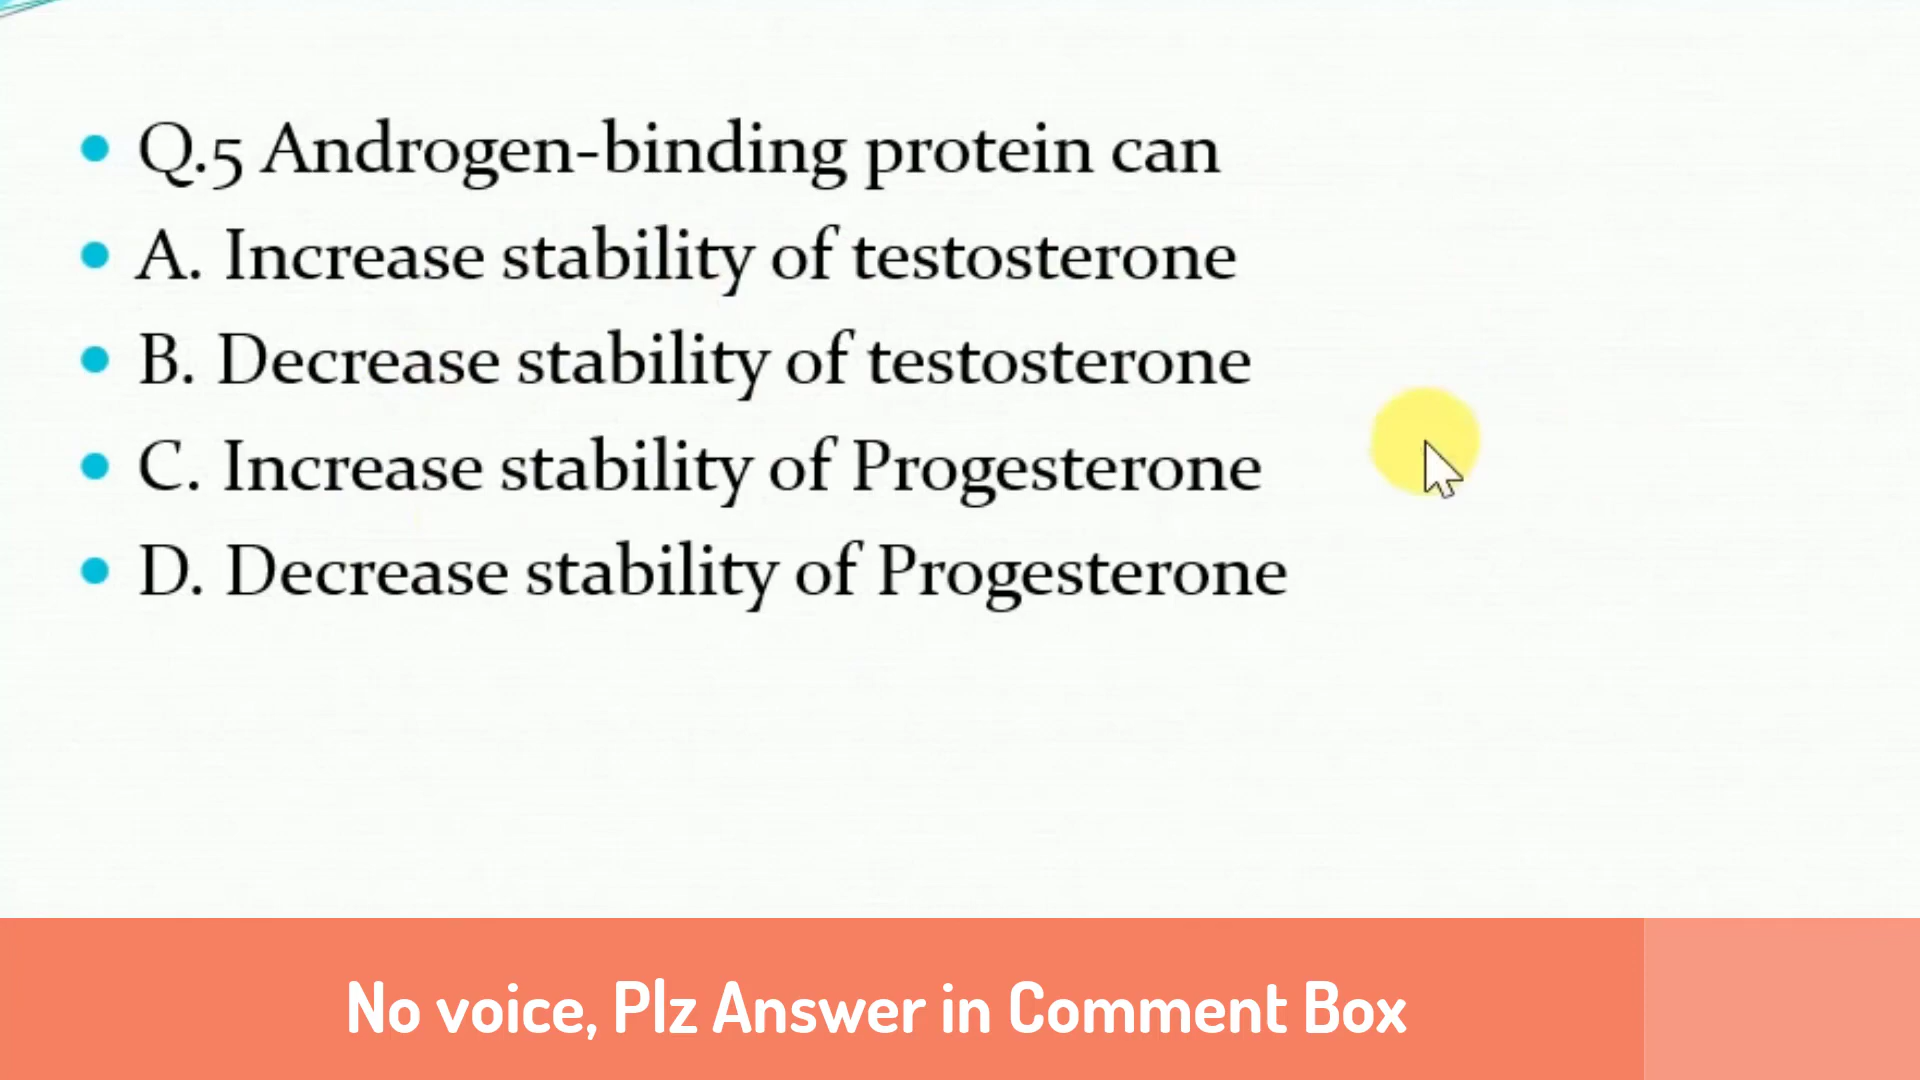 • Q.5 Androgen-binding protein can
• A. Increase stability of testosterone
• B. Decrease stability of testosterone
• C. Increase stability of Progesterone
• D. Decrease stability of Progesterone
No voice, Plz Answer in Comment Box